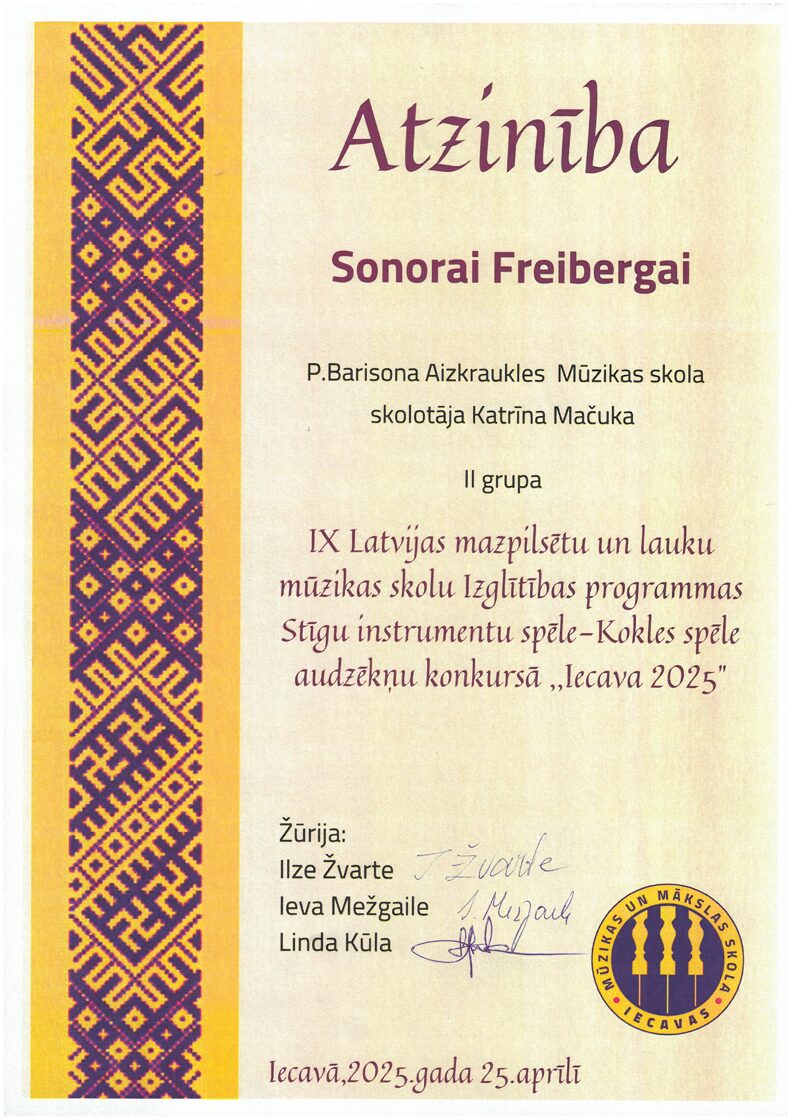 Atzinība
Sonorai Freibergai
P.Barisona Aizkraukles Mūzikas skola
skolotāja Katrīna Mačuka
II grupa
IX Latvijas mazpilsētu un lauku
mūzikas skolu Izglītības programmas
Stīgu instrumentu spēle-Kokles spēle
audzēkņu konkursā ,,Iecava 2025"
Žūrija:
Ilze Žvarte I Žvarte
Ieva Mežgaile
Linda Kūla
MŪZIKAS UN MĀKSLAS SKOLA
IECAVAS
Iecavā,2025.gada 25.aprīlī